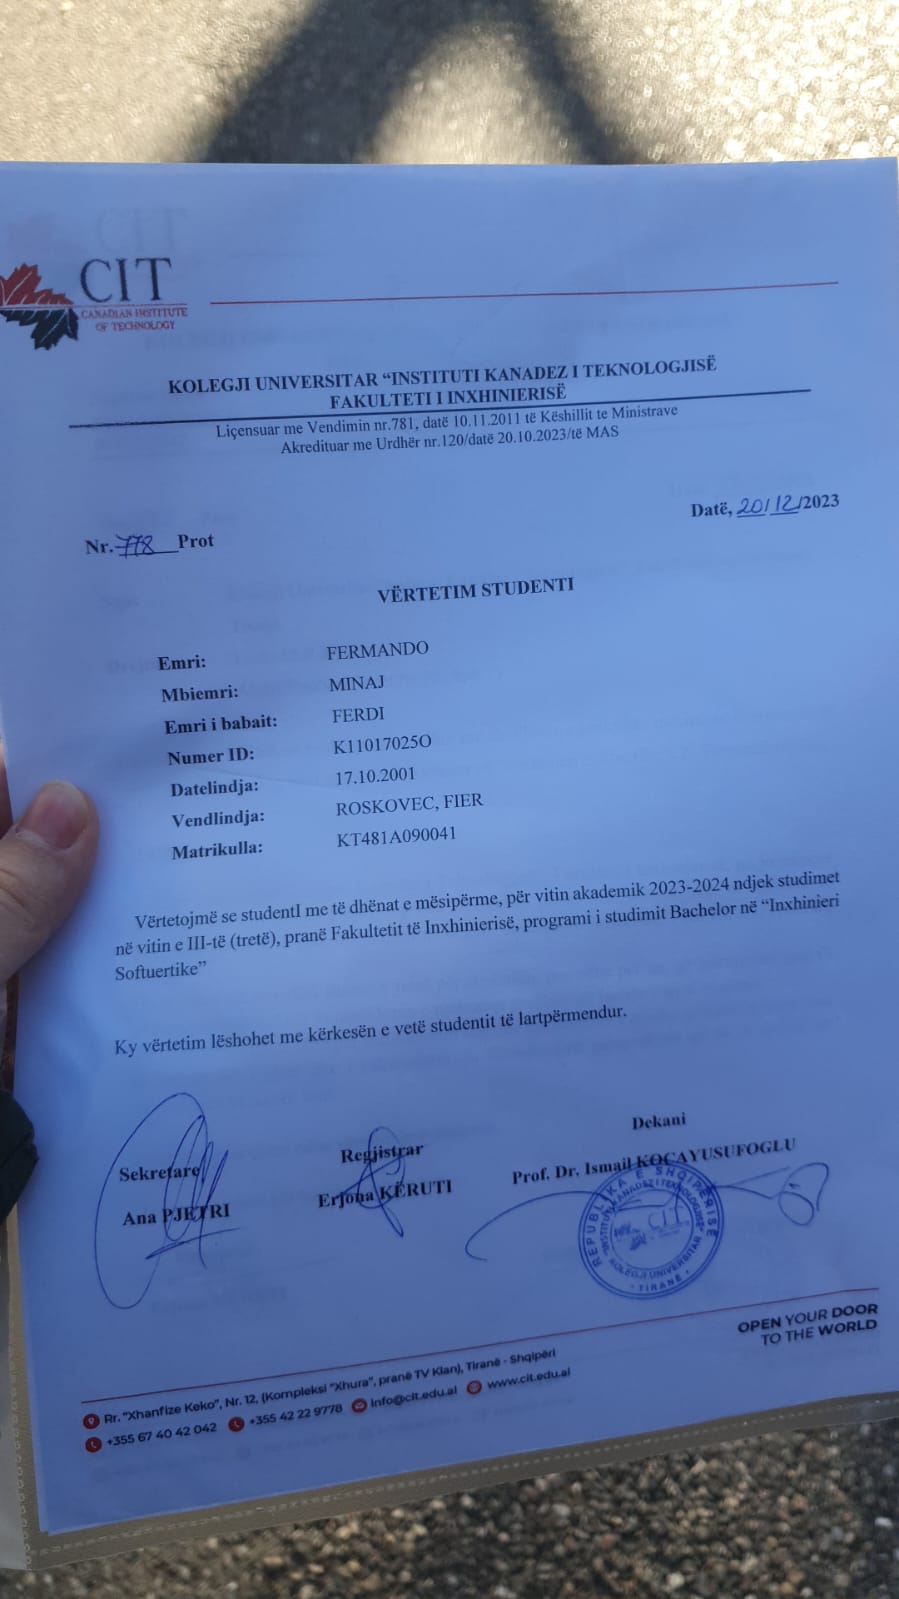 CIT
CANADIAN INSTITUTE
OF TECHNOLOGY
KOLEGJI UNIVERSITAR “INSTITUTI KANADEZ I TEKNOLOGJISË
FAKULTETI I INXHINIERISË
Liçensuar me Vendimin nr.781, datë 10.11.2011 të Këshillit te Ministrave
Akredituar me Urdhër nr.120/datë 20.10.2023/të MAS
Datë, 20/12/2023
Nr. 778 Prot
VËRTETIM STUDENTI
Emri: FERMANDO
Mbiemri: MINAJ
Emri i babait: FERDI
Numer ID: K11017025O
Datelindja: 17.10.2001
Vendlindja: ROSKOVEC, FIER
Matrikulla: KT481A090041
Vërtetojmë se studentI me të dhënat e mësipërme, për vitin akademik 2023-2024 ndjek studimet
në vitin e III-të (tretë), pranë Fakultetit të Inxhinierisë, programi i studimit Bachelor në “Inxhinieri
Softuertike”
Ky vërtetim lëshohet me kërkesën e vetë studentit të lartpërmendur.
Sekretare Regjistrar Dekani
Ana PJETRI Erjona KËRUTI Prof. Dr. Ismail KOCAYUSUFOGLU
REPUBLIKA E SHQIPËRISË
"INSTITUTI KANADEZ I TEKNOLOGJISË"
CIT
KOLEGJI UNIVERSITAR
• TIRANË •
OPEN YOUR DOOR
TO THE WORLD
Rr. "Xhanfize Keko", Nr. 12, (Kompleksi "Xhura", pranë TV Klan), Tiranë - Shqipëri
+355 67 40 42 042 +355 42 22 9778 info@cit.edu.al www.cit.edu.al